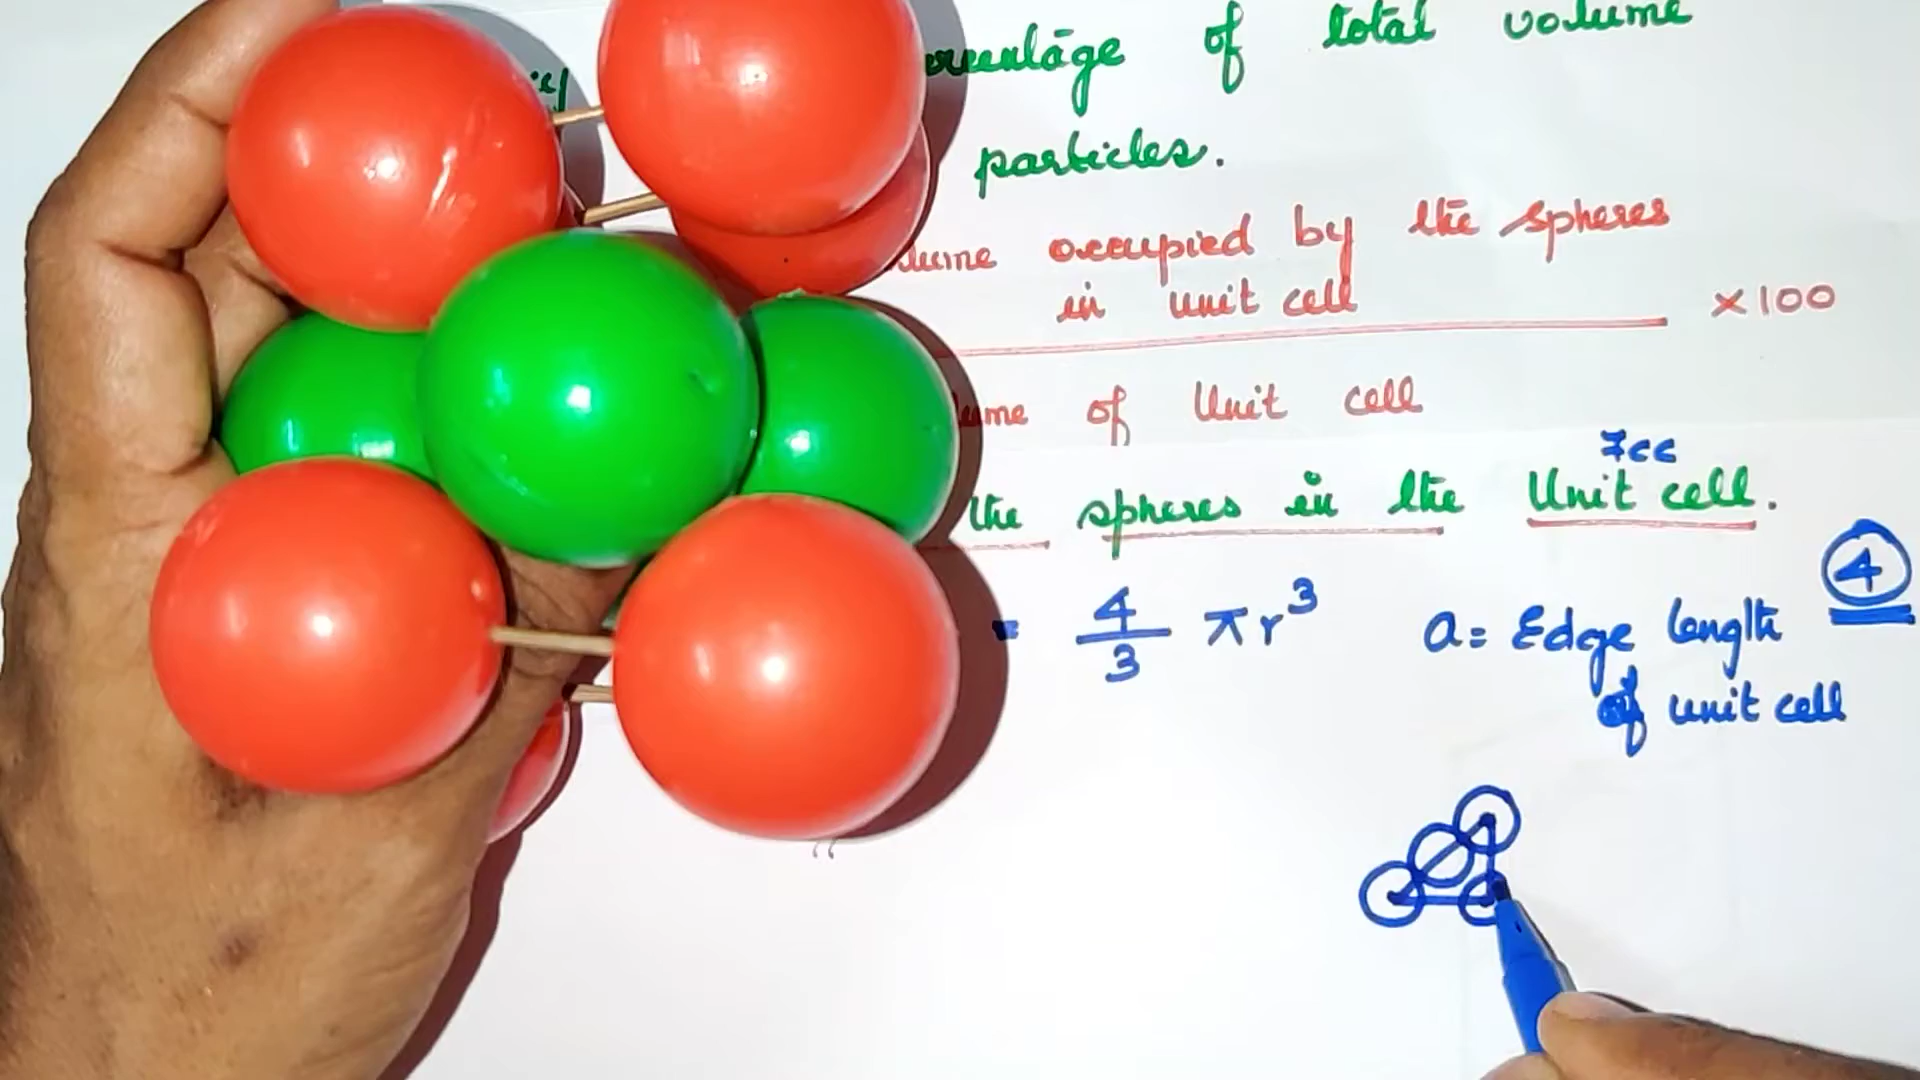 of total volume
particles.
occupied by the spheres
in unit cell
×100
of Unit cell
7cc
the spheres in the Unit cell.
4
= 4/3 πr³ a = Edge length
of unit cell